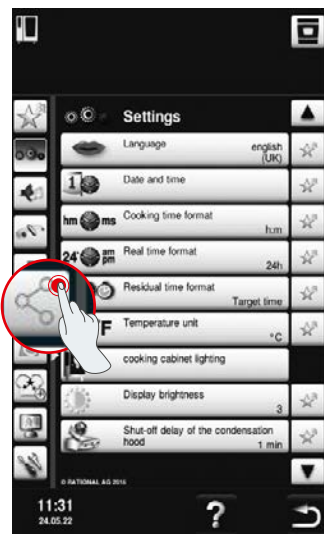 Settings
Language
english
(UK)
1
Date and time
hm ms
Cooking time format
h:m
24 am
pm
Real time format
24h
Residual time format
Target time
F
Temperature unit
°C
cooking cabinet lighting
Display brightness
3
Shut-off delay of the condensation
hood
1 min
© RATIONAL AG 2016
11:31
24.05.22
?